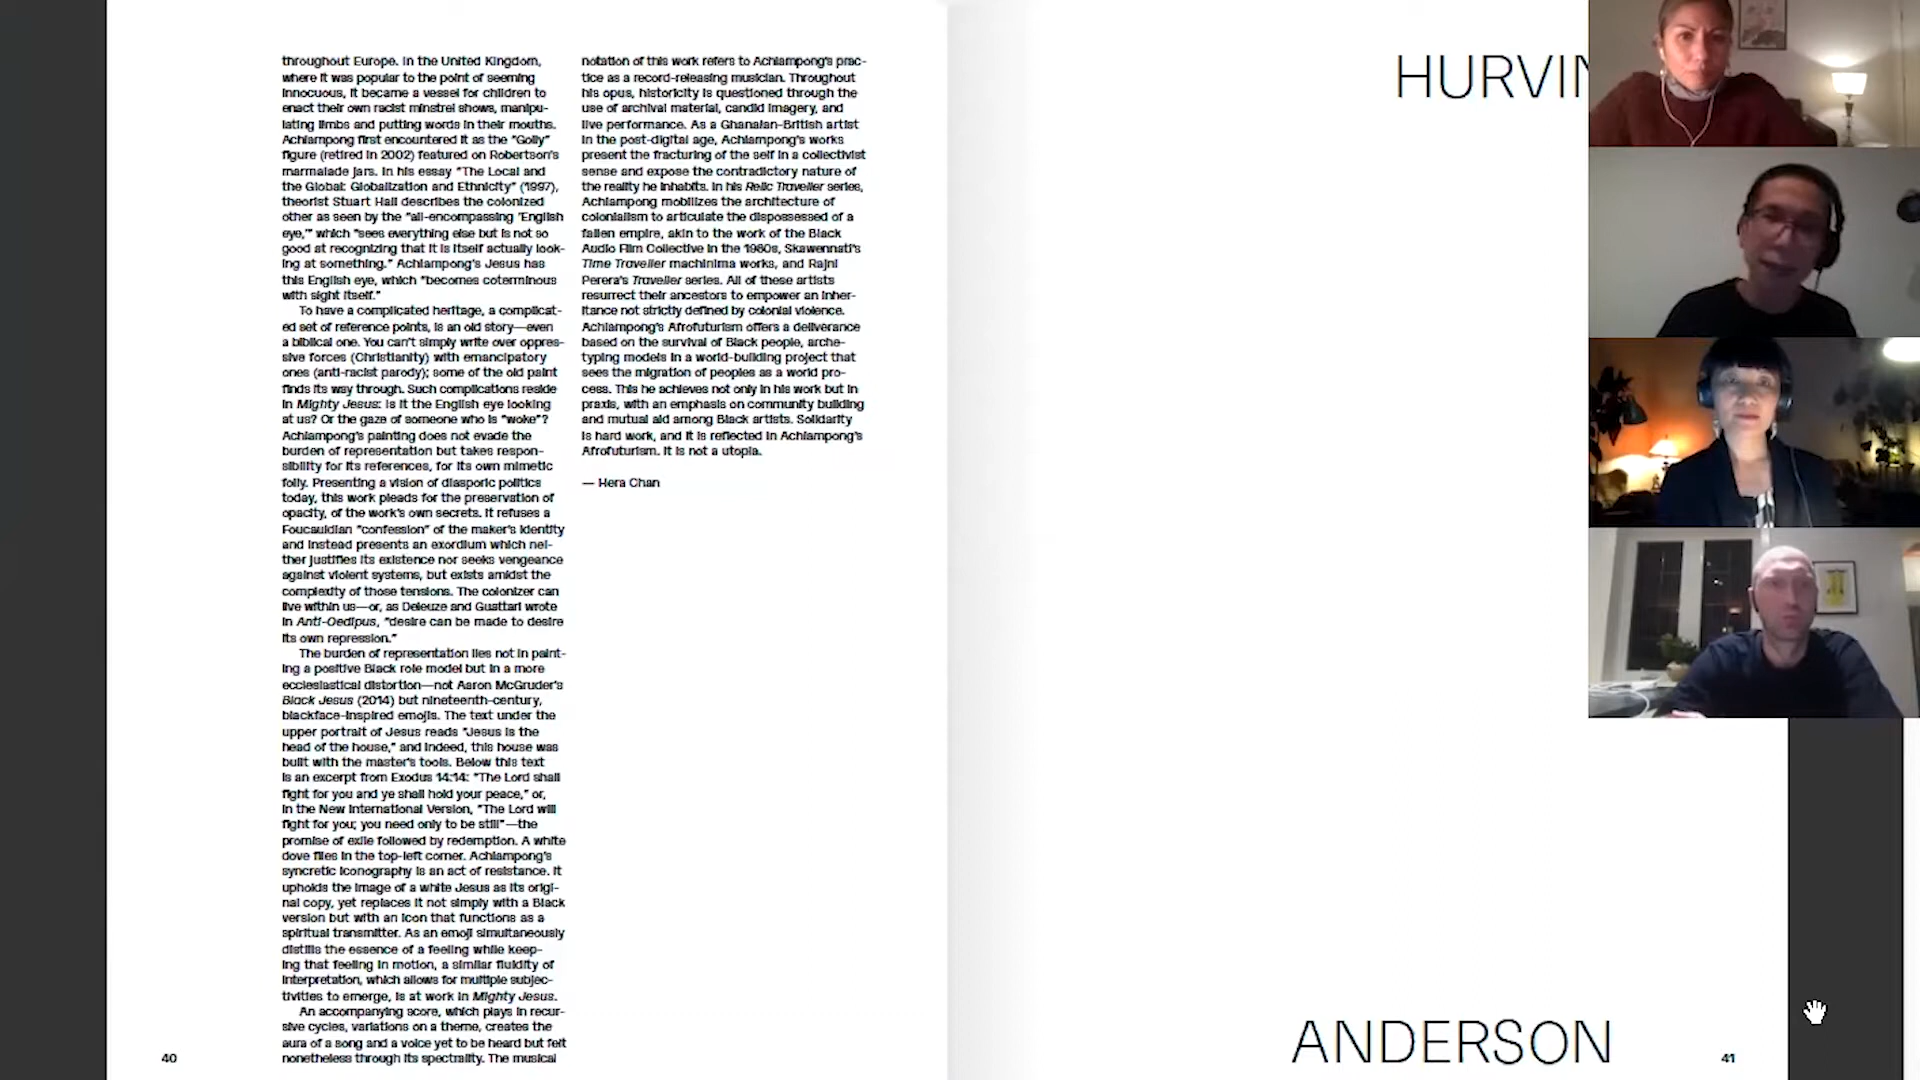 throughout Europe. In the United Kingdom,
where it was popular to the point of seeming
innocuous, it became a vessel for children to
enact their own racist minstrel shows, manipu-
lating limbs and putting words in their mouths.
Achiampong first encountered it as the "Golly"
figure (retired in 2002) featured on Robertson's
marmalade jars. In his essay "The Local and
the Global: Globalization and Ethnicity" (1997),
theorist Stuart Hall describes the colonized
other as seen by the "all-encompassing 'English
eye,'" which "sees everything else but is not so
good at recognizing that it is itself actually look-
ing at something." Achiampong's Jesus has
this English eye, which "becomes coterminous
with sight itself."
To have a complicated heritage, a complicat-
ed set of reference points, is an old story—even
a biblical one. You can't simply write over oppres-
sive forces (Christianity) with emancipatory
ones (anti-racist parody); some of the old paint
finds its way through. Such complications reside
in Mighty Jesus: is it the English eye looking
at us? Or the gaze of someone who is "woke"?
Achiampong's painting does not evade the
burden of representation but takes respon-
sibility for its references, for its own mimetic
folly. Presenting a vision of diasporic politics
today, this work pleads for the preservation of
opacity, of the work's own secrets. It refuses a
Foucauldian "confession" of the maker's identity
and instead presents an exordium which nei-
ther justifies its existence nor seeks vengeance
against violent systems, but exists amidst the
complexity of those tensions. The colonizer can
live within us—or, as Deleuze and Guattari wrote
in Anti-Oedipus, "desire can be made to desire
its own repression."
The burden of representation lies not in paint-
ing a positive Black role model but in a more
ecclesiastical distortion—not Aaron McGruder's
Black Jesus (2014) but nineteenth-century,
blackface-inspired emojis. The text under the
upper portrait of Jesus reads "Jesus is the
head of the house," and indeed, this house was
built with the master's tools. Below this text
is an excerpt from Exodus 14:14: "The Lord shall
fight for you and ye shall hold your peace," or,
in the New International Version, "The Lord will
fight for you; you need only to be still"—the
promise of exile followed by redemption. A white
dove flies in the top-left corner. Achiampong's
syncretic iconography is an act of resistance. It
upholds the image of a white Jesus as its origi-
nal copy, yet replaces it not simply with a Black
version but with an icon that functions as a
spiritual transmitter. As an emoji simultaneously
distills the essence of a feeling while keep-
ing that feeling in motion, a similar fluidity of
interpretation, which allows for multiple subjec-
tivities to emerge, is at work in Mighty Jesus.
An accompanying score, which plays in recur-
sive cycles, variations on a theme, creates the
aura of a song and a voice yet to be heard but felt
nonetheless through its spectrality. The musical
40
notation of this work refers to Achiampong's prac-
tice as a record-releasing musician. Throughout
his opus, historicity is questioned through the
use of archival material, candid imagery, and
live performance. As a Ghanaian-British artist
in the post-digital age, Achiampong's works
present the fracturing of the self in a collectivist
sense and expose the contradictory nature of
the reality he inhabits. In his Relic Traveller series,
Achiampong mobilizes the architecture of
colonialism to articulate the dispossessed of a
fallen empire, akin to the work of the Black
Audio Film Collective in the 1980s, Skawennati's
Time Traveller machinima works, and Rajni
Perera's Traveller series. All of these artists
resurrect their ancestors to empower an inher-
itance not strictly defined by colonial violence.
Achiampong's Afrofuturism offers a deliverance
based on the survival of Black people, arche-
typing models in a world-building project that
sees the migration of peoples as a world pro-
cess. This he achieves not only in his work but in
praxis, with an emphasis on community building
and mutual aid among Black artists. Solidarity
is hard work, and it is reflected in Achiampong's
Afrofuturism. It is not a utopia.
— Hera Chan
HURVIN
ANDERSON
41